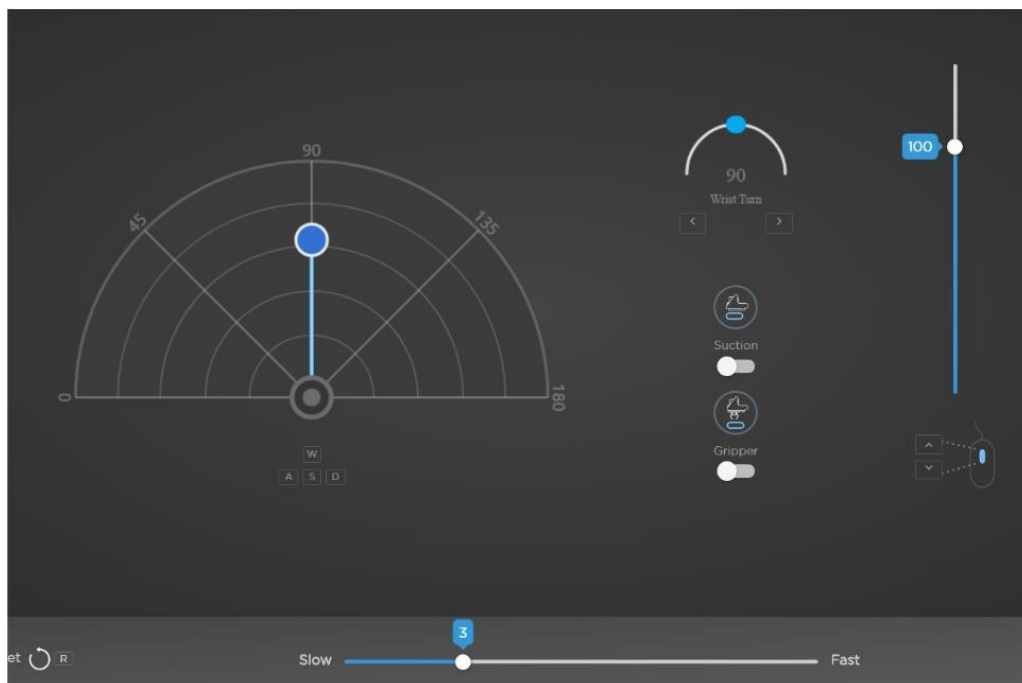 90
45
135
0
180
W
A S D
90
Wrist Turn
<
>
Suction
Gripper
100
et R
3
Slow
Fast